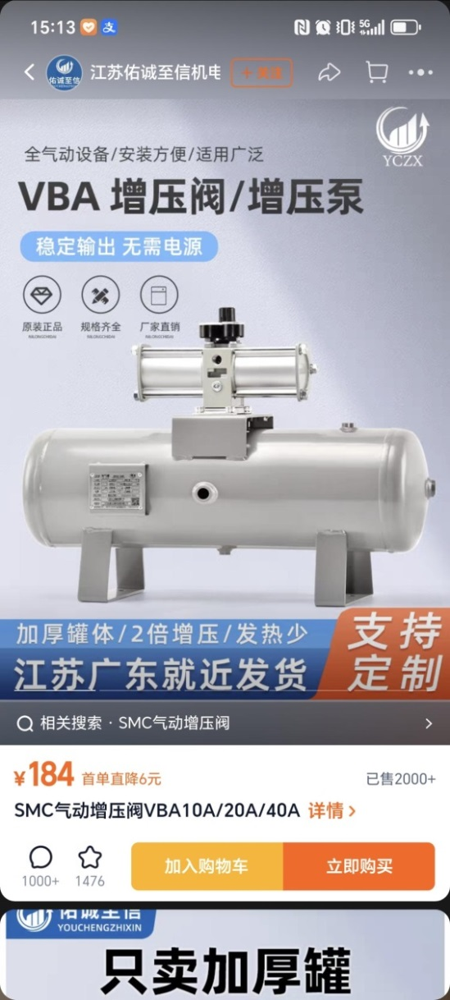 15:13
5G
佑诚至信
江苏佑诚至信机电
YCZX
全气动设备/安装方便/适用广泛
VBA 增压阀/增压泵
稳定输出 无需电源
原装正品 规格齐全 厂家直销
加厚罐体/2倍增压/发热少
江苏广东就近发货
支持
定制
相关搜索 · SMC气动增压阀
¥184 首单直降6元 已售2000+
SMC气动增压阀VBA10A/20A/40A 详情
1000+ 1476 加入购物车 立即购买
佑诚至信
YOUCHENGZHIXIN
只卖加厚罐